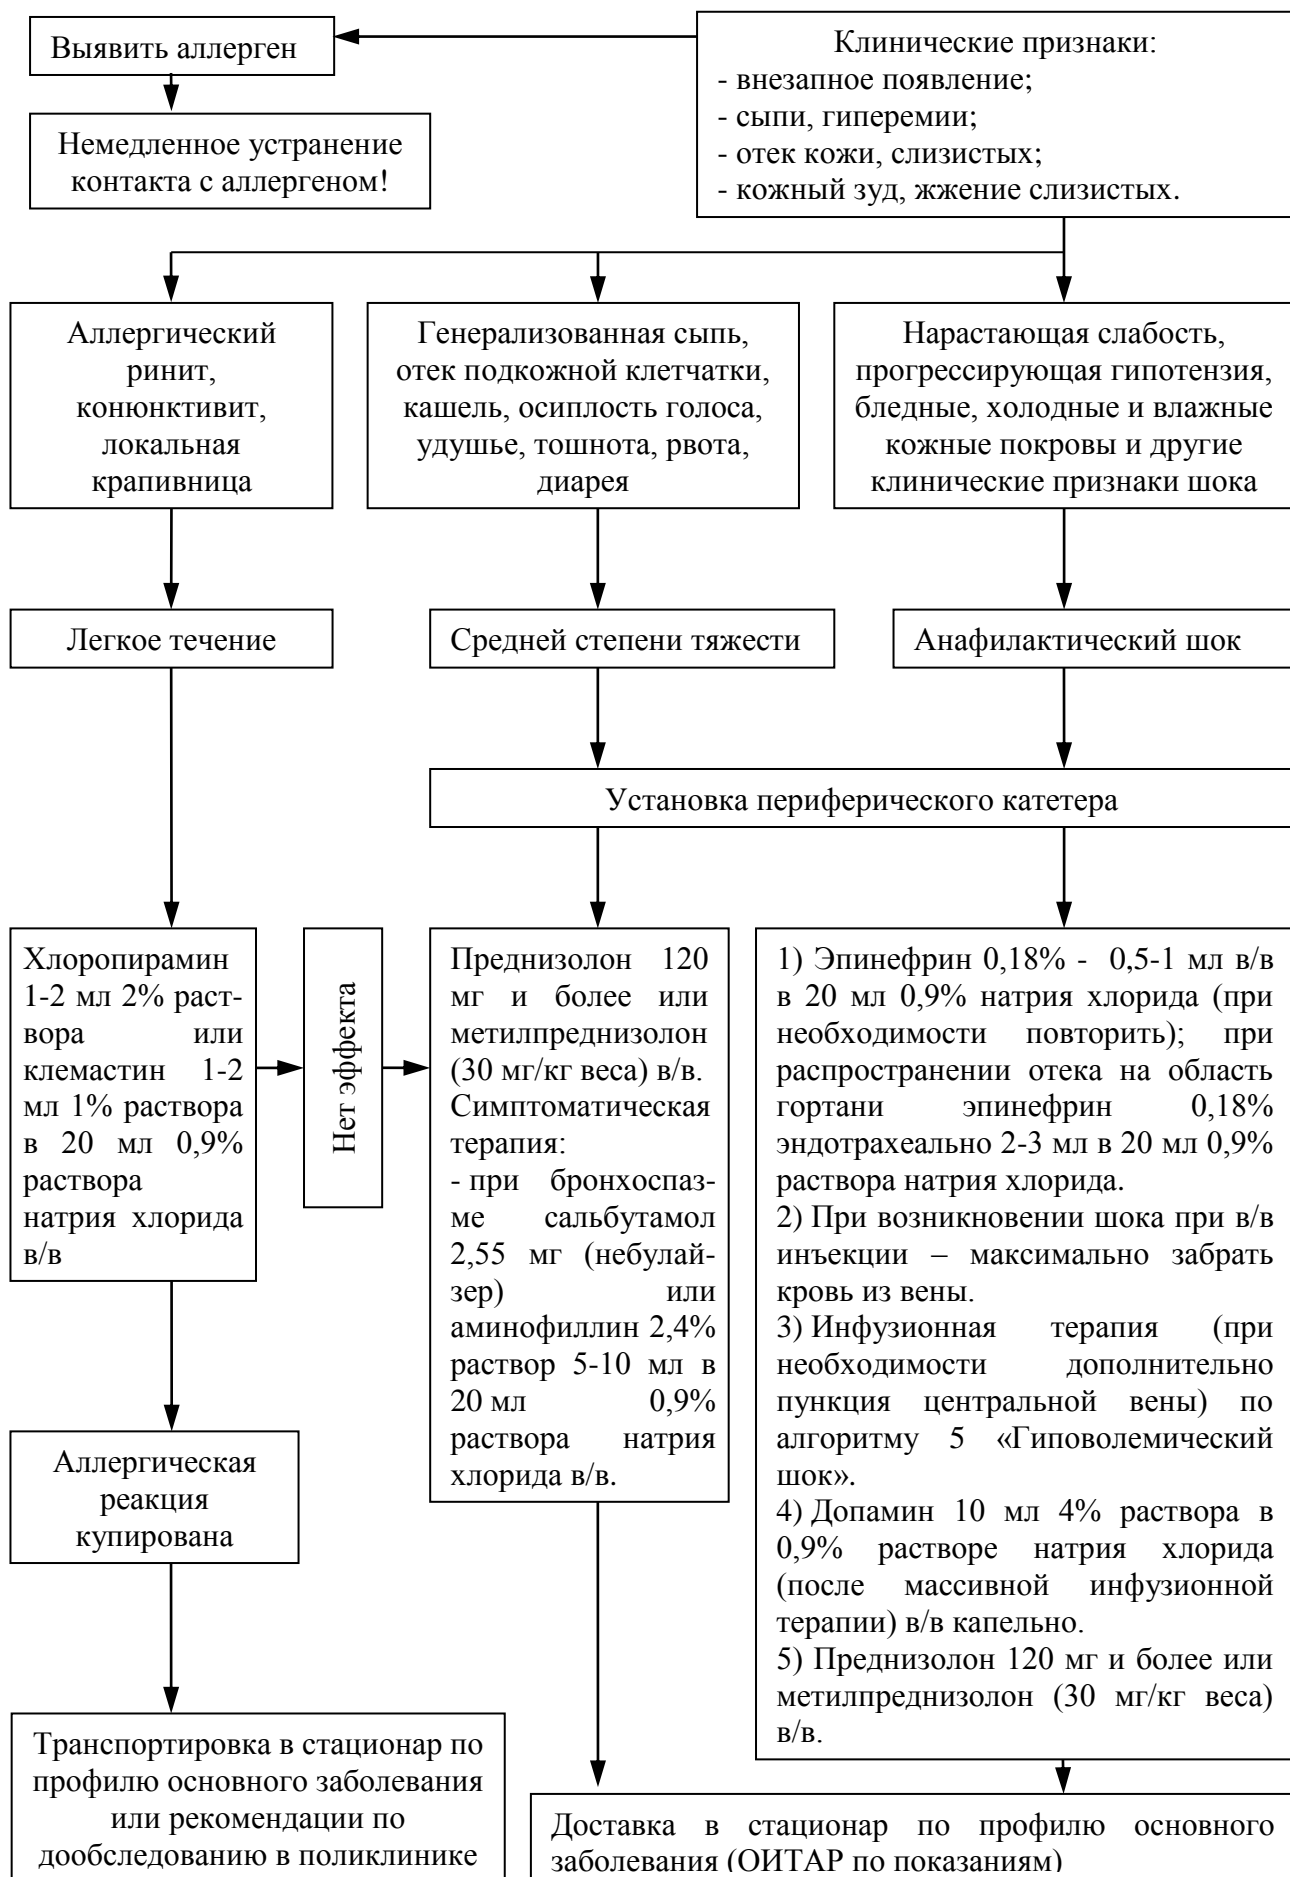 Выявить аллерген
Немедленное устранение
контакта с аллергеном!
Клинические признаки:
- внезапное появление;
- сыпи, гиперемии;
- отек кожи, слизистых;
- кожный зуд, жжение слизистых.
Аллергический
ринит,
конюнктивит,
локальная
крапивница
Генерализованная сыпь,
отек подкожной клетчатки,
кашель, осиплость голоса,
удушье, тошнота, рвота,
диарея
Нарастающая слабость,
прогрессирующая гипотензия,
бледные, холодные и влажные
кожные покровы и другие
клинические признаки шока
Легкое течение
Средней степени тяжести
Анафилактический шок
Установка периферического катетера
Хлоропирамин
1-2 мл 2% раст-
вора или
клемастин 1-2
мл 1% раствора
в 20 мл 0,9%
раствора
натрия хлорида
в/в
Нет эффекта
Преднизолон 120
мг и более или
метилпреднизолон
(30 мг/кг веса) в/в.
Симптоматическая
терапия:
- при бронхоспаз-
ме сальбутамол
2,55 мг (небулай-
зер) или
аминофиллин 2,4%
раствор 5-10 мл в
20 мл 0,9%
раствора натрия
хлорида в/в.
1) Эпинефрин 0,18% - 0,5-1 мл в/в
в 20 мл 0,9% натрия хлорида (при
необходимости повторить); при
распространении отека на область
гортани эпинефрин 0,18%
эндотрахеально 2-3 мл в 20 мл 0,9%
раствора натрия хлорида.
2) При возникновении шока при в/в
инъекции – максимально забрать
кровь из вены.
3) Инфузионная терапия (при
необходимости дополнительно
пункция центральной вены) по
алгоритму 5 «Гиповолемический
шок».
4) Допамин 10 мл 4% раствора в
0,9% растворе натрия хлорида
(после массивной инфузионной
терапии) в/в капельно.
5) Преднизолон 120 мг и более или
метилпреднизолон (30 мг/кг веса)
в/в.
Аллергическая
реакция
купирована
Транспортировка в стационар по
профилю основного заболевания
или рекомендации по
дообследованию в поликлинике
Доставка в стационар по профилю основного
заболевания (ОИТАР по показаниям)